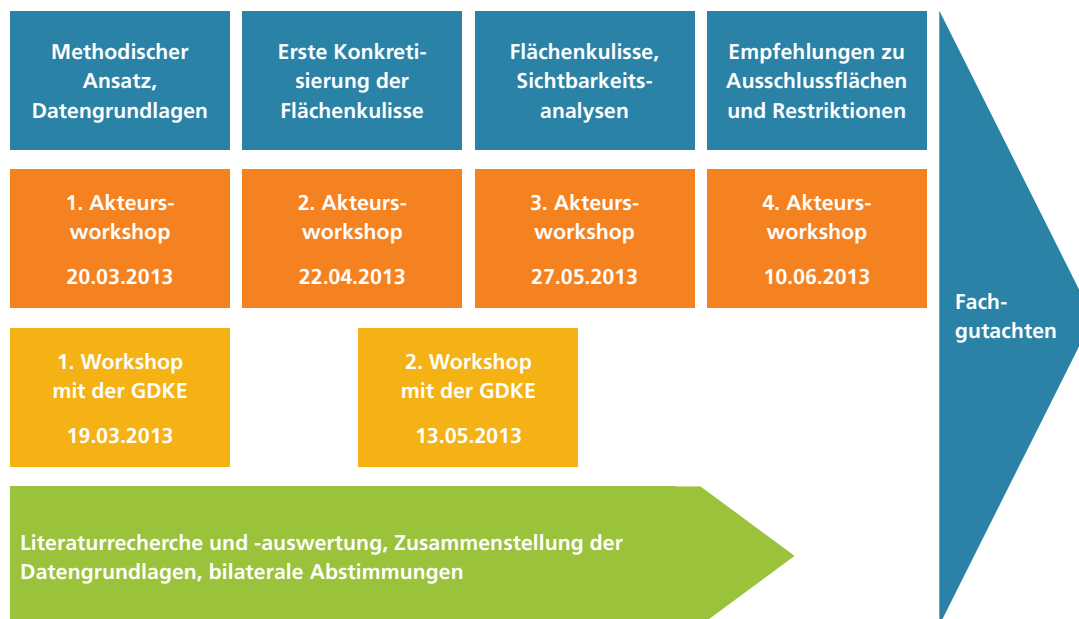 Methodischer
Ansatz,
Datengrundlagen
Erste Konkreti-
sierung der
Flächenkulisse
Flächenkulisse,
Sichtbarkeits-
analysen
Empfehlungen zu
Ausschlussflächen
und Restriktionen
1. Akteurs-
workshop
20.03.2013
2. Akteurs-
workshop
22.04.2013
3. Akteurs-
workshop
27.05.2013
4. Akteurs-
workshop
10.06.2013
Fach-
gutachten
1. Workshop
mit der GDKE
19.03.2013
2. Workshop
mit der GDKE
13.05.2013
Literaturrecherche und -auswertung, Zusammenstellung der
Datengrundlagen, bilaterale Abstimmungen